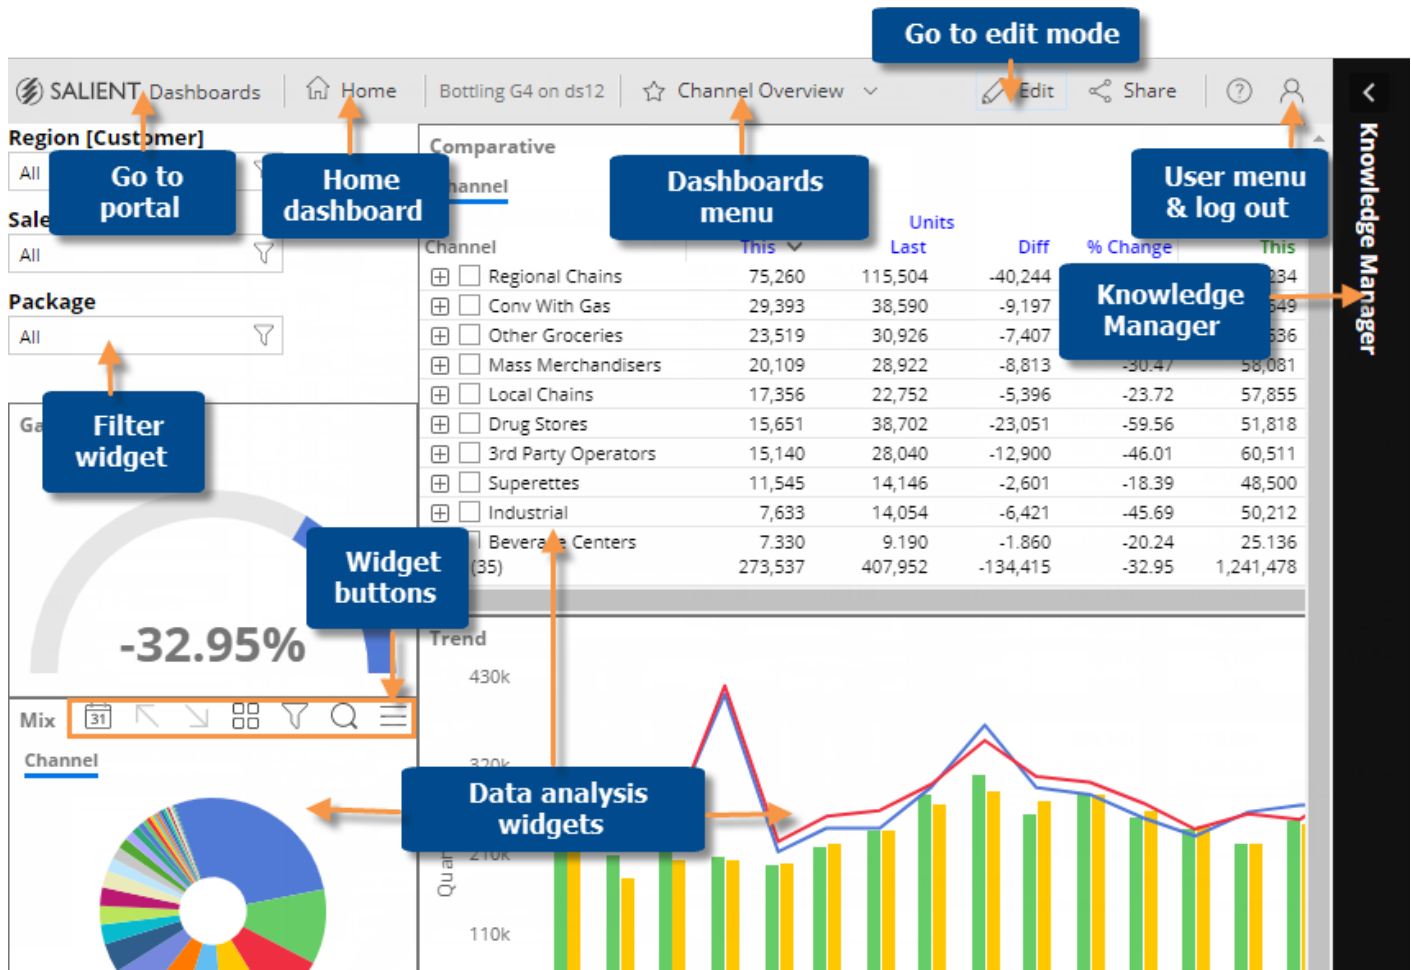 Go to edit mode
SALIENT Dashboards
Home
Bottling G4 on ds12
Channel Overview
Edit
Share
?
Knowledge Manager
Region [Customer]
All
Go to
portal
Home
dashboard
Dashboards
menu
User menu
& log out
All
Package
All
Filter
widget
Comparative
Units
Channel This Last Diff % Change This
Regional Chains 75,260 115,504 -40,244
Conv With Gas 29,393 38,590 -9,197
Other Groceries 23,519 30,926 -7,407
Mass Merchandisers 20,109 28,922 -8,813 -30.47 58,081
Local Chains 17,356 22,752 -5,396 -23.72 57,855
Drug Stores 15,651 38,702 -23,051 -59.56 51,818
3rd Party Operators 15,140 28,040 -12,900 -46.01 60,511
Superettes 11,545 14,146 -2,601 -18.39 48,500
Industrial 7,633 14,054 -6,421 -45.69 50,212
Beverage Centers 7.330 9.190 -1.860 -20.24 25.136
(35) 273,537 407,952 -134,415 -32.95 1,241,478
Knowledge
Manager
Widget
buttons
-32.95%
Mix
31
Channel
Trend
430k
320k
210k
110k
Data analysis
widgets